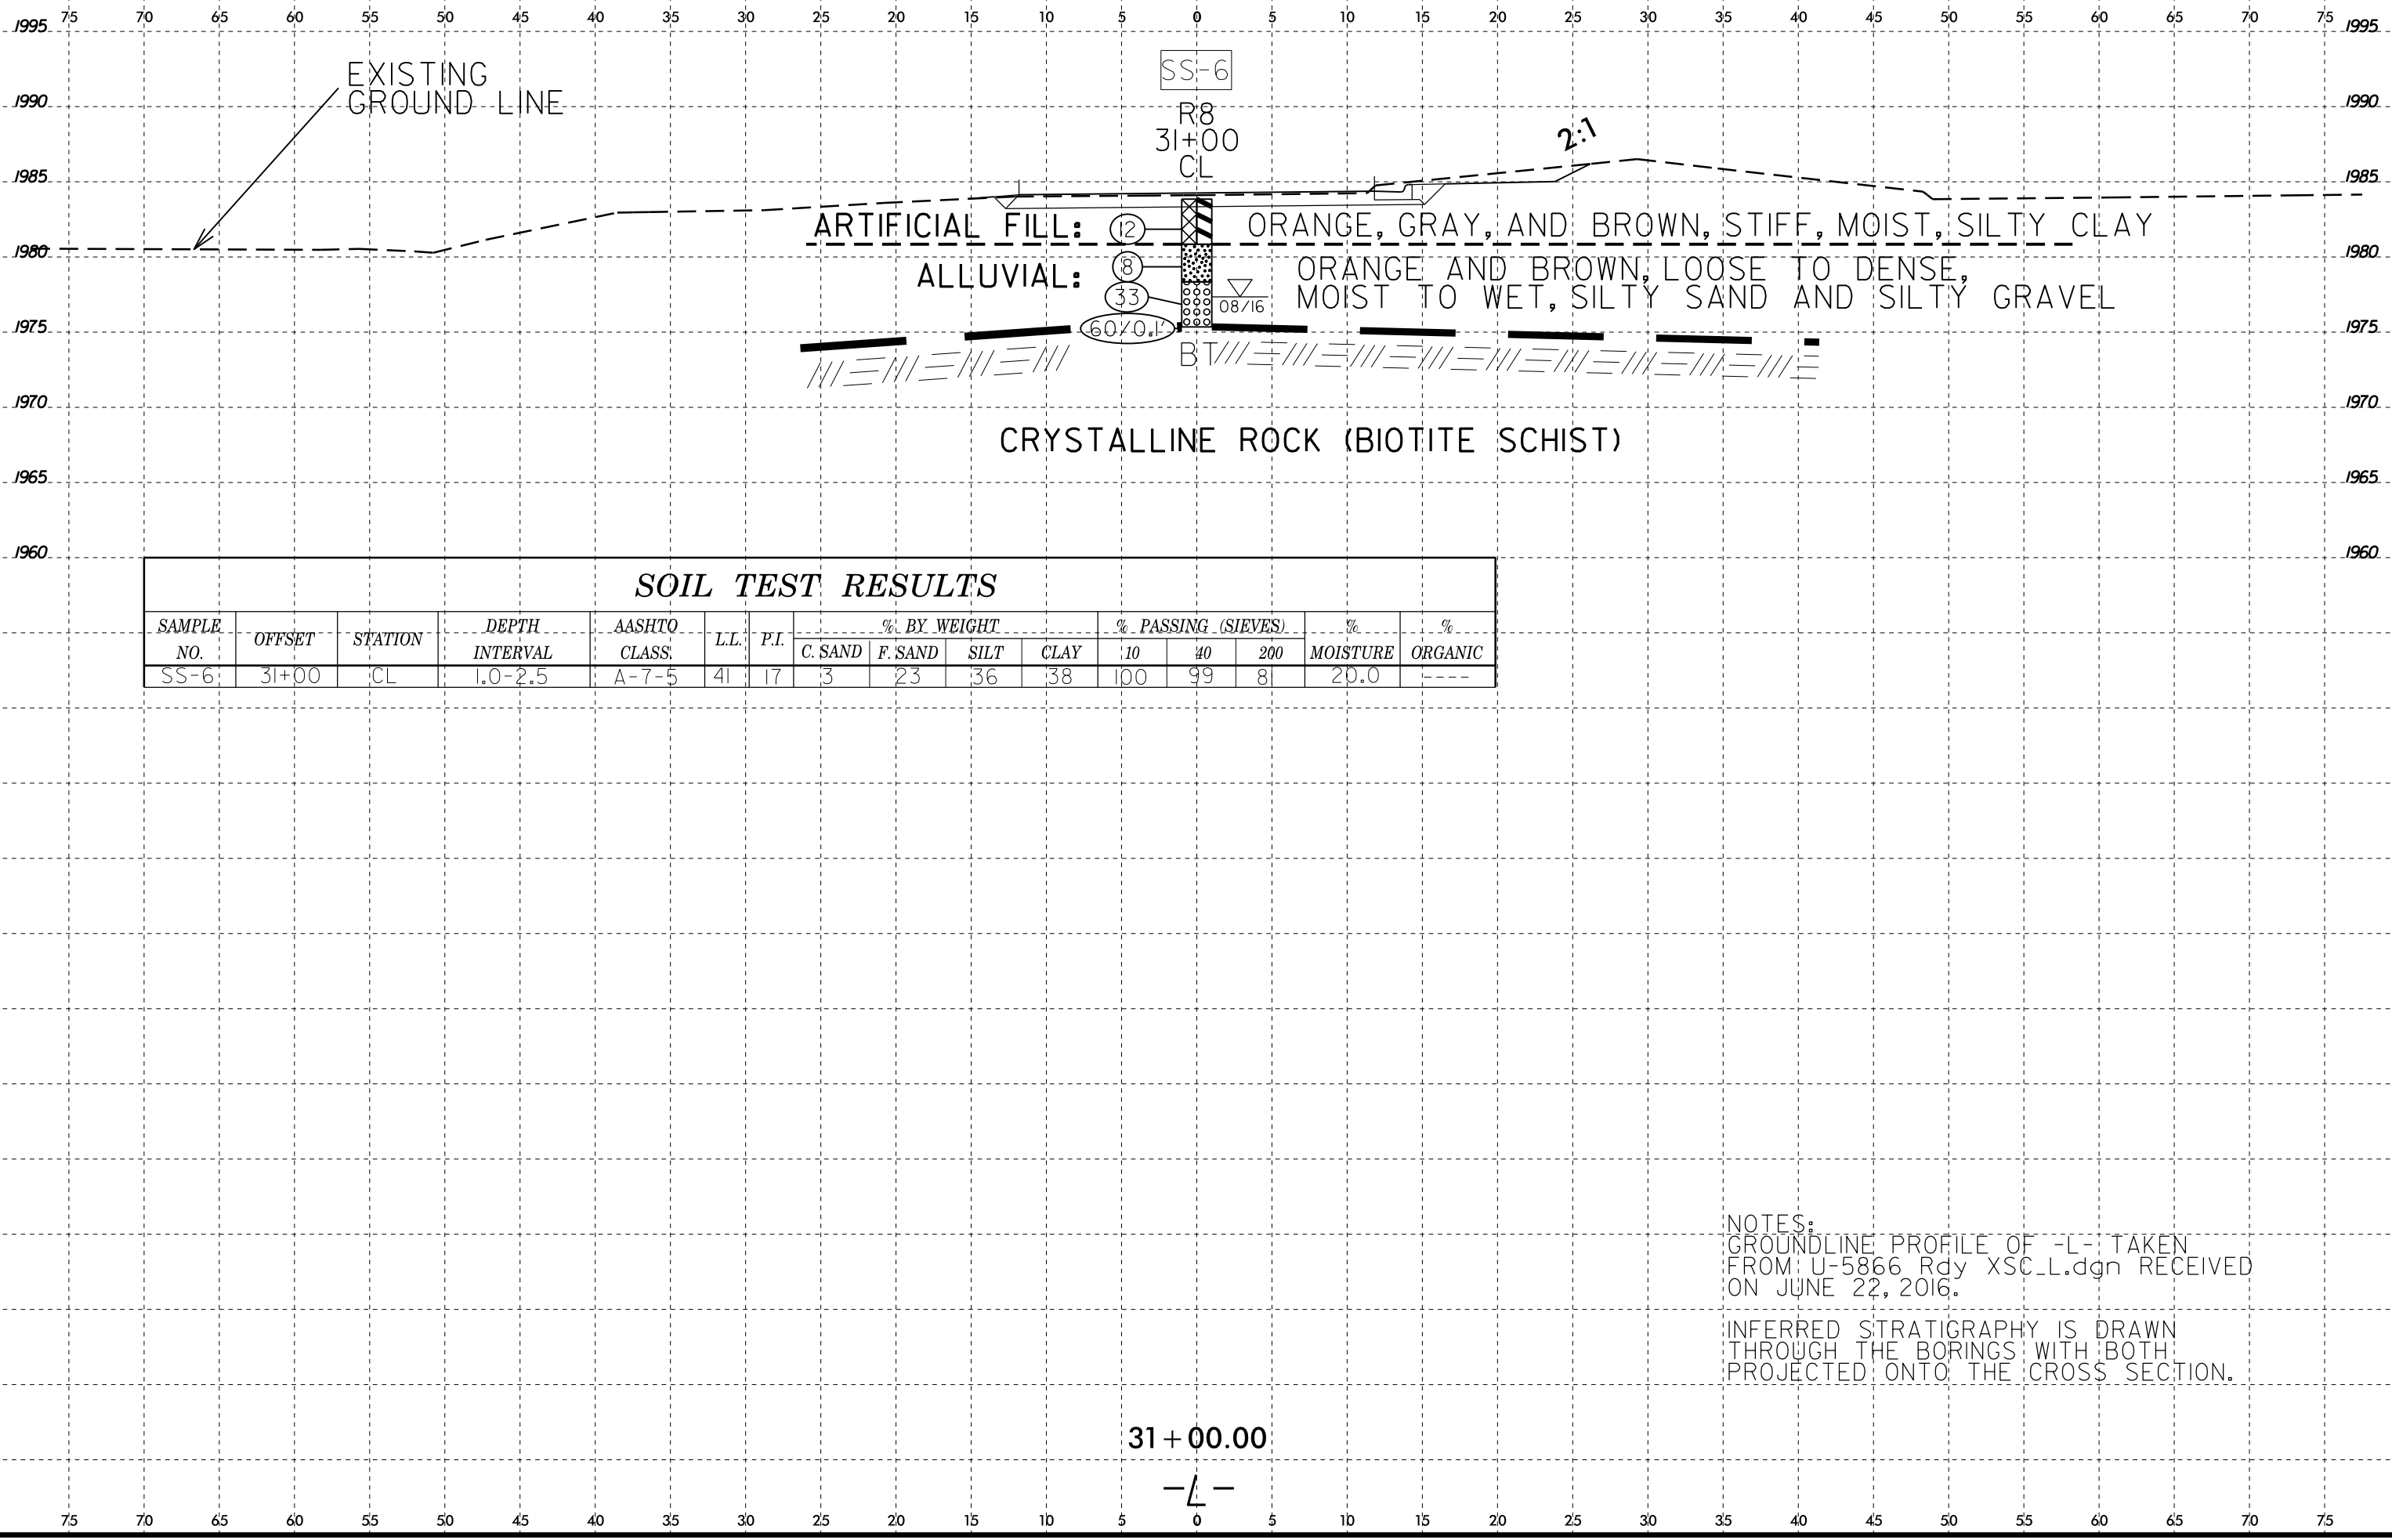 75 70 65 60 55 50 45 40 35 30 25 20 15 10 5 0 5 10 15 20 25 30 35 40 45 50 55 60 65 70 75
1995 1995
SS-6
EXISTING
GROUND LINE
1990 1990
R8
31+00
CL
2:1
1985 1985
ARTIFICIAL FILL: 12 ORANGE, GRAY, AND BROWN, STIFF, MOIST, SILTY CLAY
1980 1980
ALLUVIAL: 8 ORANGE AND BROWN, LOOSE TO DENSE,
33 MOIST TO WET, SILTY SAND AND SILTY GRAVEL
08/16
1975 60/0.1' 1975
BT
1970 1970
CRYSTALLINE ROCK (BIOTITE SCHIST)
1965 1965
1960 1960
SOIL TEST RESULTS
SAMPLE NO. OFFSET STATION DEPTH INTERVAL AASHTO CLASS. L.L. P.I. % BY WEIGHT % PASSING (SIEVES) % MOISTURE % ORGANIC
C. SAND F. SAND SILT CLAY 10 40 200
SS-6 31+00 CL 1.0-2.5 A-7-5 41 17 3 23 36 38 100 99 81 20.0 ----
NOTES:
GROUNDLINE PROFILE OF -L- TAKEN
FROM U-5866 Rdy XSC_L.dgn RECEIVED
ON JUNE 22, 2016.
INFERRED STRATIGRAPHY IS DRAWN
THROUGH THE BORINGS WITH BOTH
PROJECTED ONTO THE CROSS SECTION.
31+00.00
-L-
75 70 65 60 55 50 45 40 35 30 25 20 15 10 5 0 5 10 15 20 25 30 35 40 45 50 55 60 65 70 75